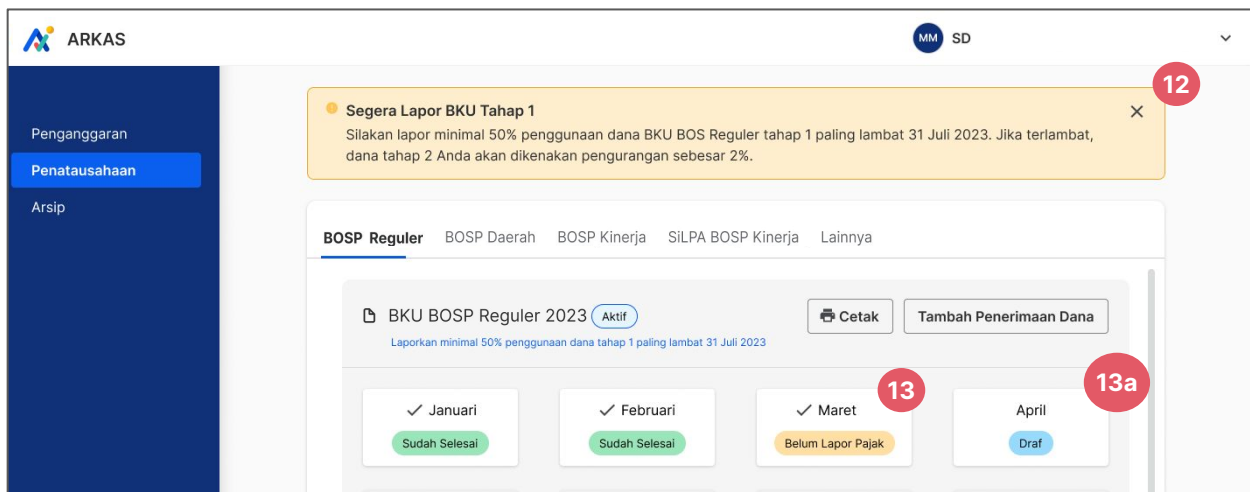 ARKAS
MM SD
12
Segera Lapor BKU Tahap 1
Silakan lapor minimal 50% penggunaan dana BKU BOS Reguler tahap 1 paling lambat 31 Juli 2023. Jika terlambat,
dana tahap 2 Anda akan dikenakan pengurangan sebesar 2%.
Penganggaran
Penatausahaan
Arsip
BOSP Reguler BOSP Daerah BOSP Kinerja SiLPA BOSP Kinerja Lainnya
BKU BOSP Reguler 2023 Aktif
Cetak Tambah Penerimaan Dana
Laporkan minimal 50% penggunaan dana tahap 1 paling lambat 31 Juli 2023
13 13a
Januari Februari Maret April
Sudah Selesai Sudah Selesai Belum Lapor Pajak Draf